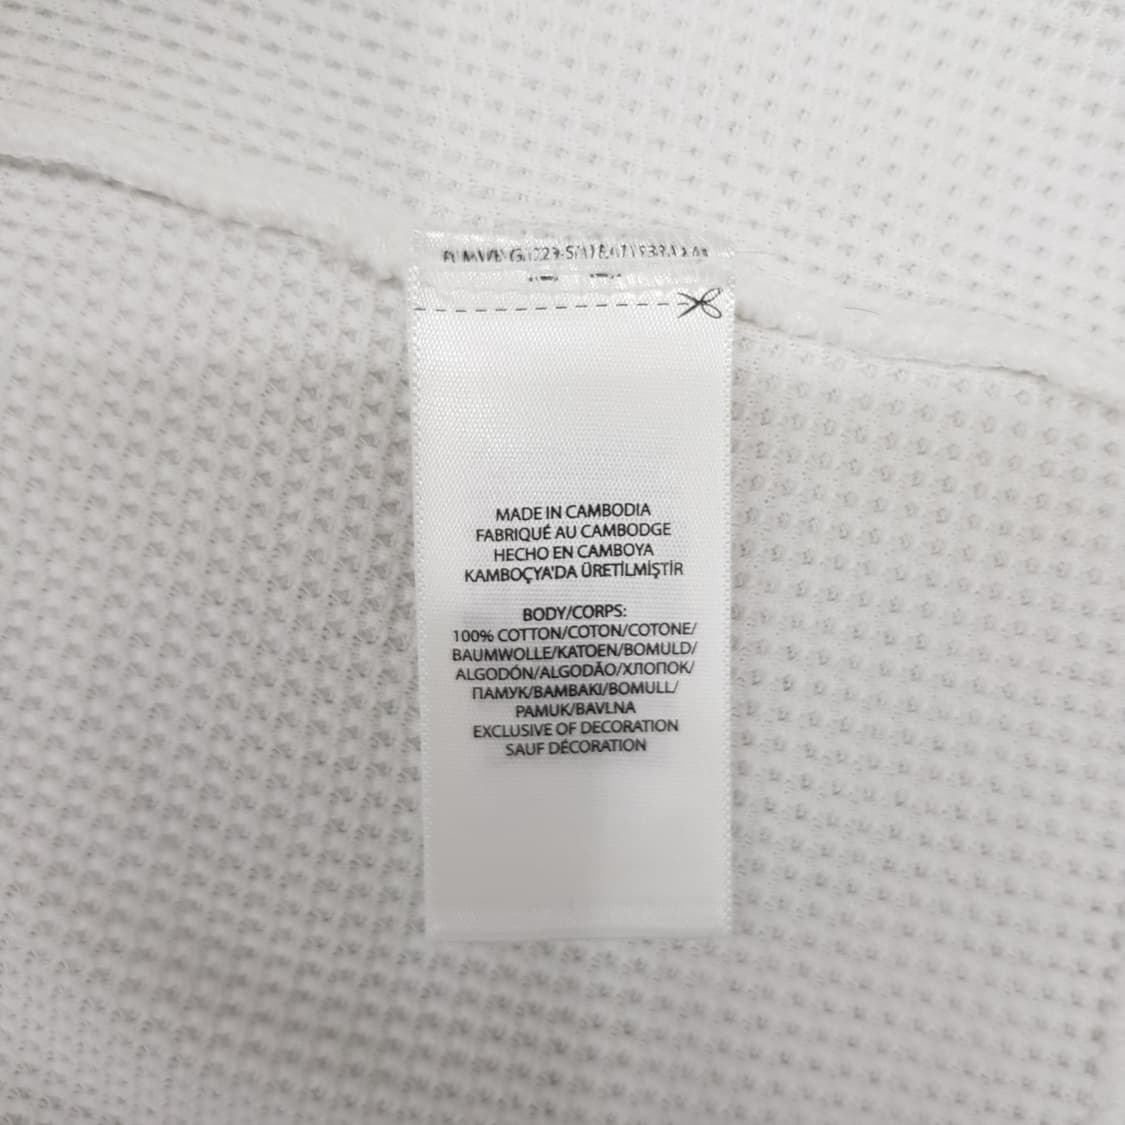 MADE IN CAMBODIA
FABRIQUÉ AU CAMBODGE
HECHO EN CAMBOYA
KAMBOÇYA'DA ÜRETİLMİŞTİR
BODY/CORPS:
100% COTTON/COTON/COTONE/
BAUMWOLLE/KATOEN/BOMULD/
ALGODÓN/ALGODÃO/ХЛОПОК/
ПАМУК/BAMBAKI/BOMULL/
PAMUK/BAVLNA
EXCLUSIVE OF DECORATION
SAUF DÉCORATION